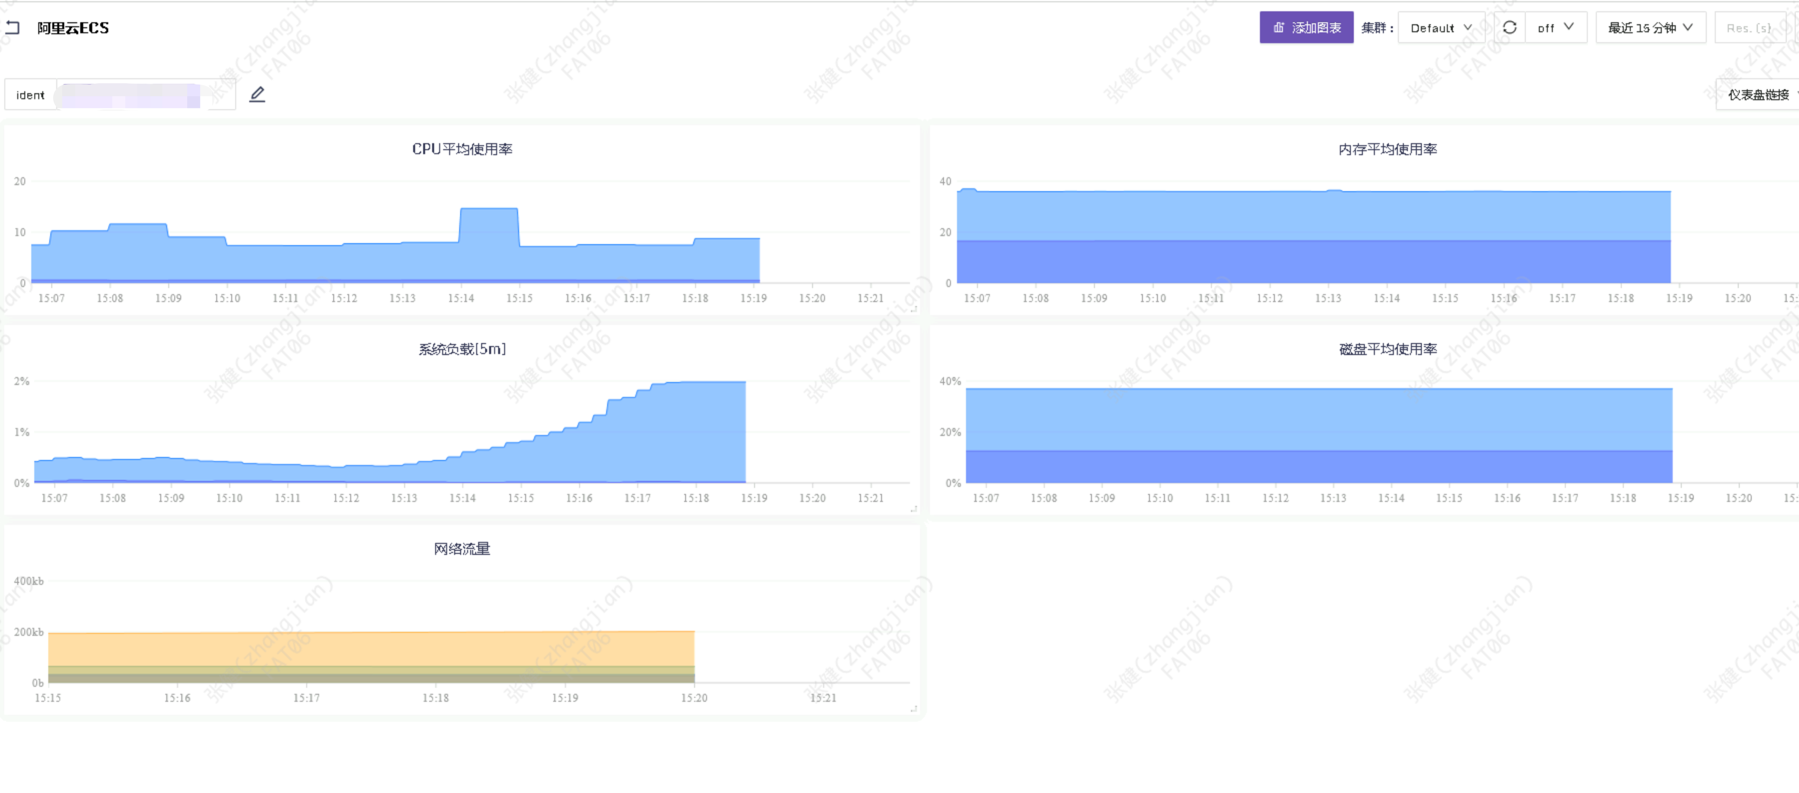 阿里云ECS
添加图表 集群： Default off 最近 15 分钟 Res. (s)
ident
仪表盘链接
CPU平均使用率
20
10
0
15:07 15:08 15:09 15:10 15:11 15:12 15:13 15:14 15:15 15:16 15:17 15:18 15:19 15:20 15:21
内存平均使用率
40
20
0
15:07 15:08 15:09 15:10 15:11 15:12 15:13 15:14 15:15 15:16 15:17 15:18 15:19 15:20
系统负载[5m]
2%
1%
0%
15:07 15:08 15:09 15:10 15:11 15:12 15:13 15:14 15:15 15:16 15:17 15:18 15:19 15:20 15:21
磁盘平均使用率
40%
20%
0%
15:07 15:08 15:09 15:10 15:11 15:12 15:13 15:14 15:15 15:16 15:17 15:18 15:19 15:20
网络流量
400kb
200kb
0b
15:15 15:16 15:17 15:18 15:19 15:20 15:21
张健(zhangjian)
FAT06